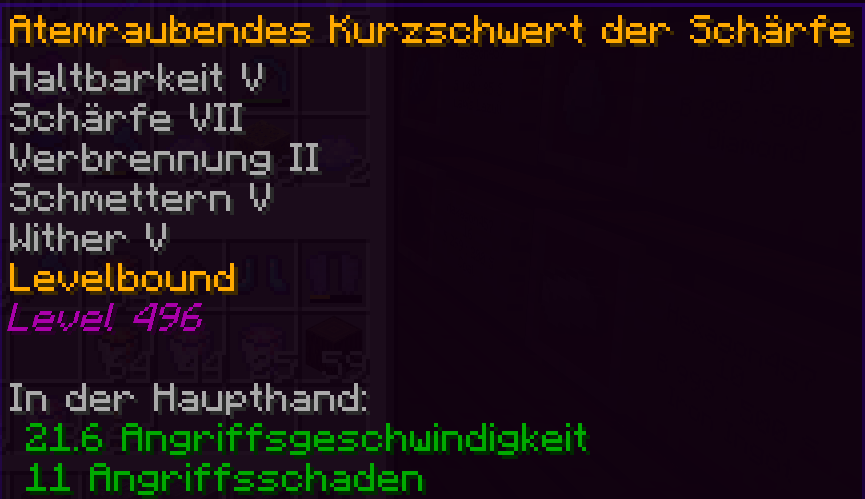 Atemraubendes Kurzschwert der Schärfe
Haltbarkeit V
Schärfe VII
Verbrennung II
Schmettern V
Wither V
Levelbound
Level 496
In der Haupthand:
21.6 Angriffsgeschwindigkeit
11 Angriffsschaden